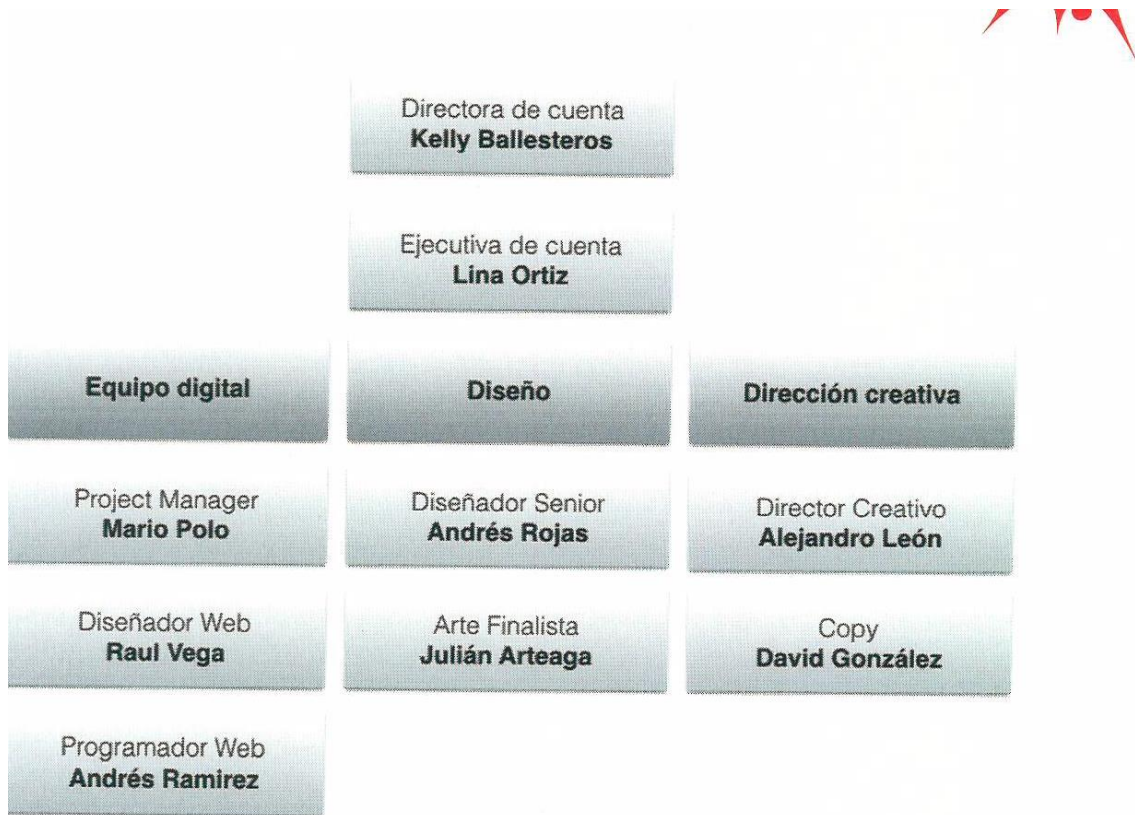 Directora de cuenta
Kelly Ballesteros
Ejecutiva de cuenta
Lina Ortiz
Equipo digital
Diseño
Dirección creativa
Project Manager
Mario Polo
Diseñador Senior
Andrés Rojas
Director Creativo
Alejandro León
Diseñador Web
Raul Vega
Arte Finalista
Julián Arteaga
Copy
David González
Programador Web
Andrés Ramirez